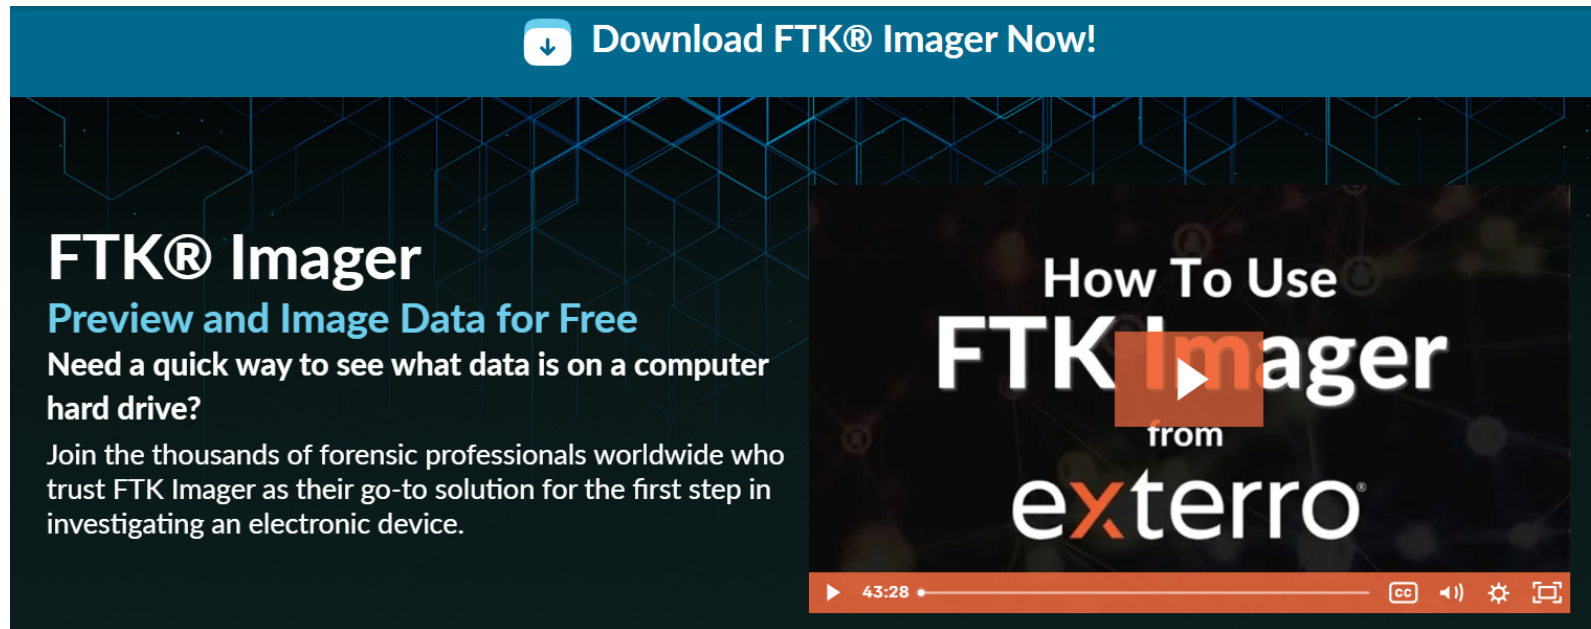 Download FTK® Imager Now!
FTK® Imager
Preview and Image Data for Free
Need a quick way to see what data is on a computer
hard drive?
Join the thousands of forensic professionals worldwide who
trust FTK Imager as their go-to solution for the first step in
investigating an electronic device.
How To Use
FTK Imager
from
exterro®
43:28
CC